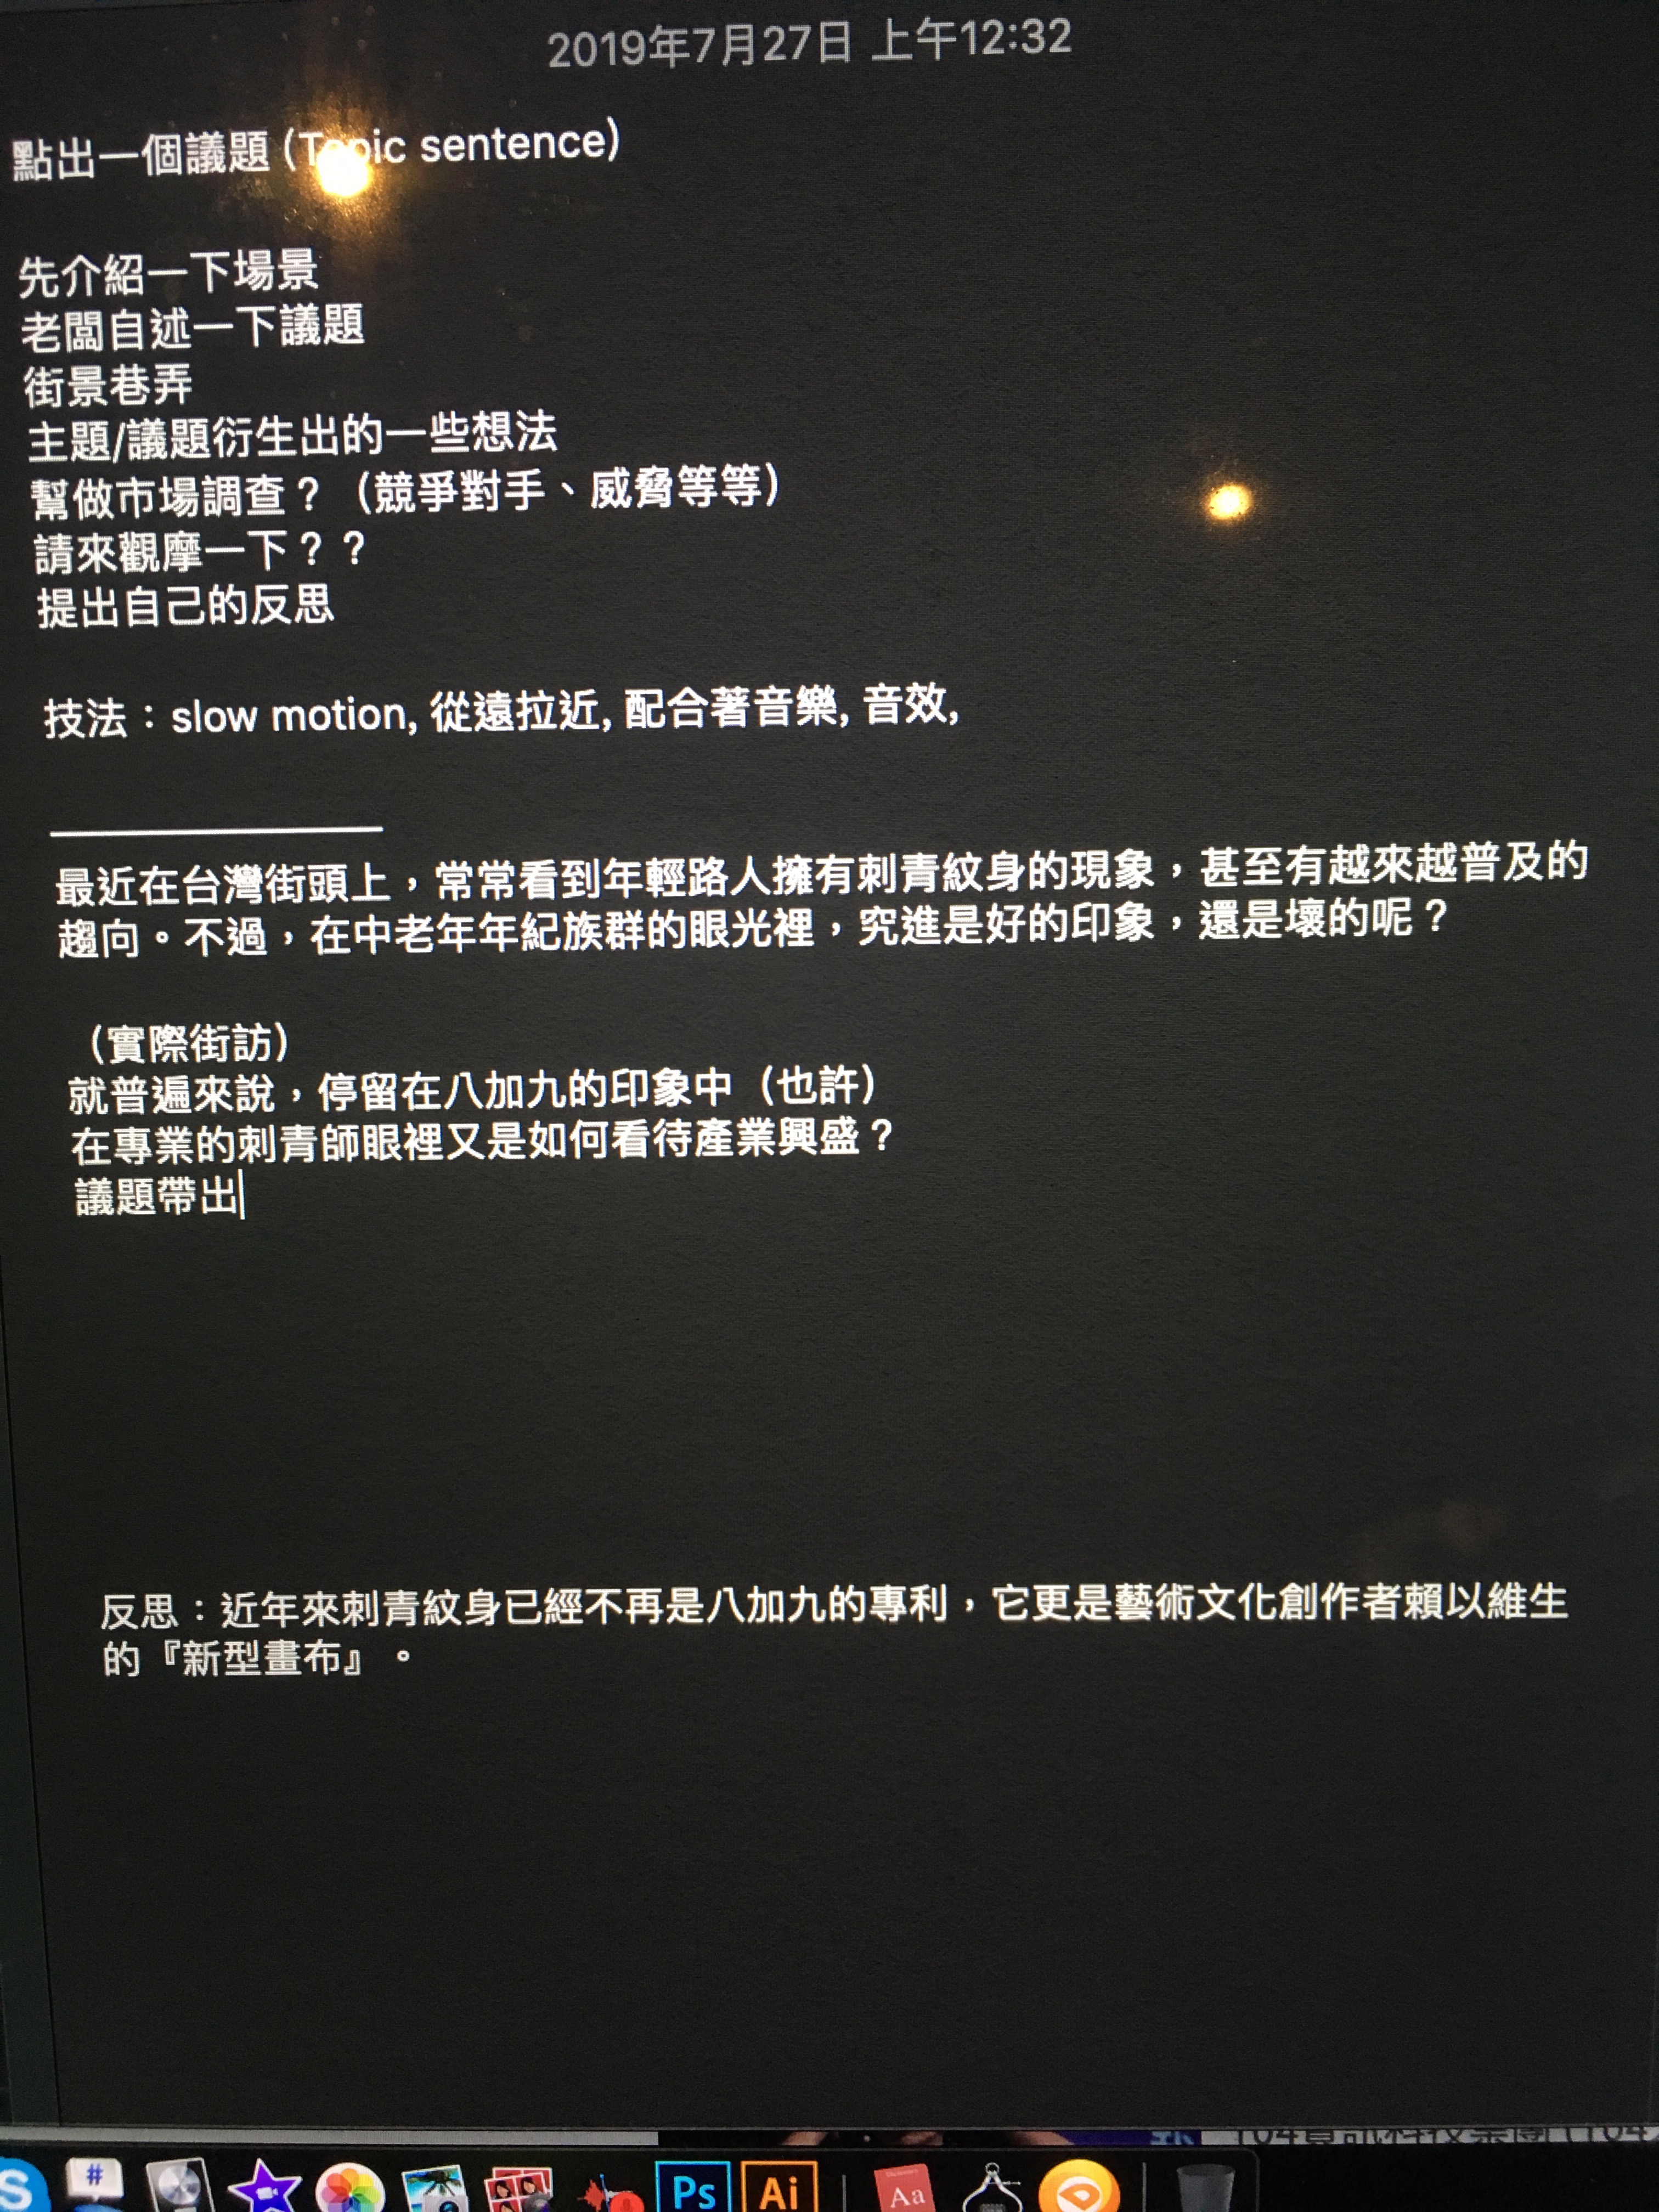 2019年7月27日 上午12:32
點出一個議題 (Topic sentence)
先介紹一下場景
老闆自述一下議題
街景巷弄
主題/議題衍生出的一些想法
幫做市場調查？（競爭對手、威脅等等）
請來觀摩一下？？
提出自己的反思
技法：slow motion, 從遠拉近, 配合著音樂, 音效,
最近在台灣街頭上，常常看到年輕路人擁有刺青紋身的現象，甚至有越來越普及的
趨向。不過，在中老年年紀族群的眼光裡，究進是好的印象，還是壞的呢？
（實際街訪）
就普遍來說，停留在八加九的印象中（也許）
在專業的刺青師眼裡又是如何看待產業興盛？
議題帶出
反思：近年來刺青紋身已經不再是八加九的專利，它更是藝術文化創作者賴以維生
的『新型畫布』。
S
#
Ps
Ai
Aa